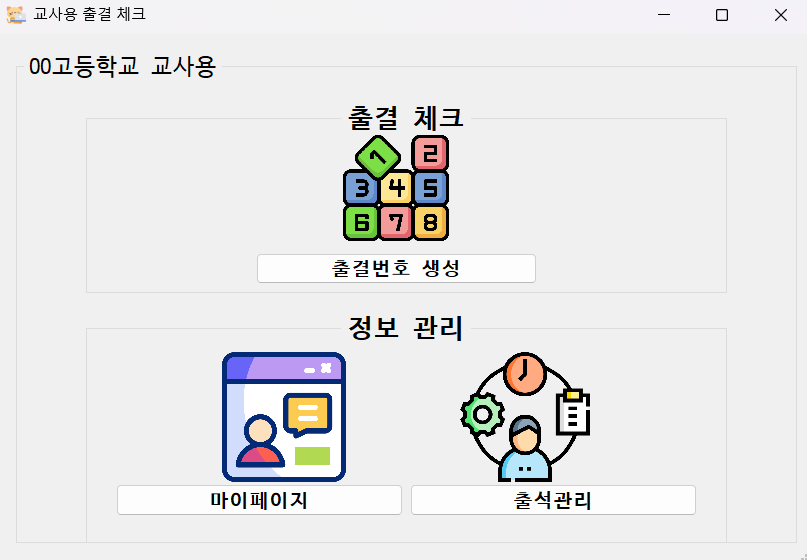 교사용 출결 체크
00고등학교 교사용
출결 체크
1 2
3 4 5
6 7 8
출결번호 생성
정보 관리
마이페이지 출석관리